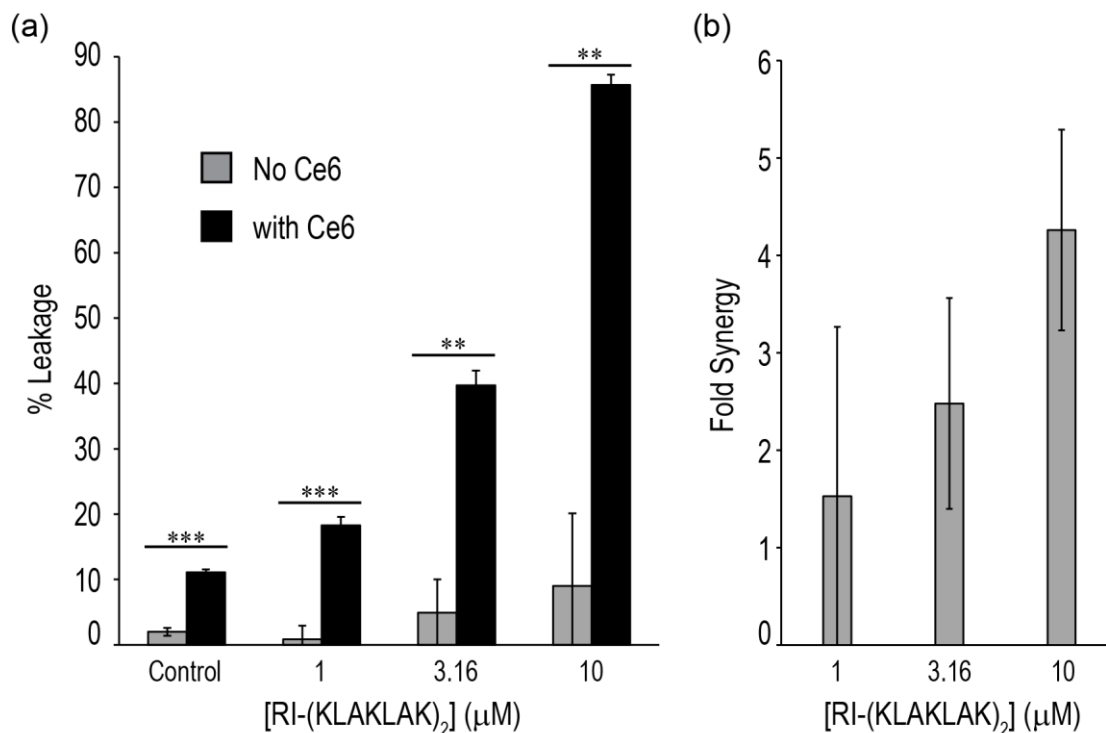 (a)
90
80
70
60
50
40
30
20
10
0
% Leakage
No Ce6
with Ce6
***
***
**
**
Control 1 3.16 10
[RI-(KLAKLAK)₂] (μM)
(b)
6
5
4
3
2
1
0
Fold Synergy
1 3.16 10
[RI-(KLAKLAK)₂] (μM)